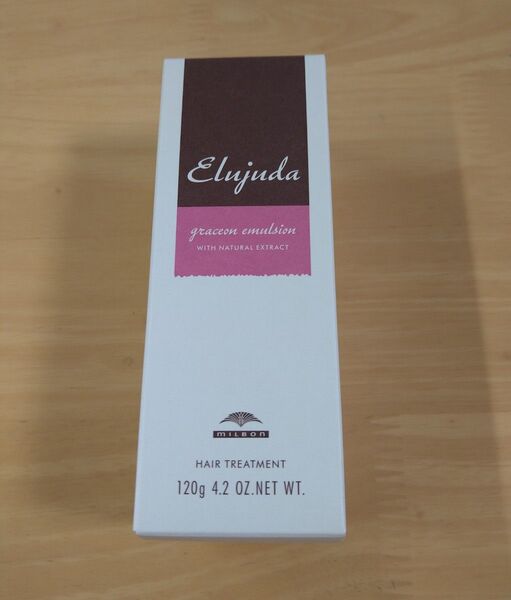 Elujuda
graceon emulsion
WITH NATURAL EXTRACT
MILBON
HAIR TREATMENT
120g 4.2 OZ.NET WT.